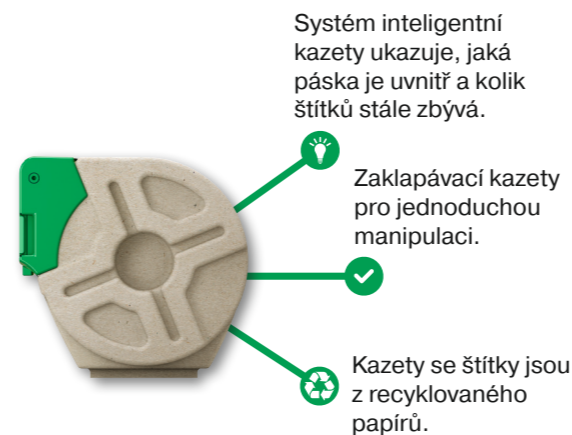 Systém inteligentní
kazety ukazuje, jaká
páska je uvnitř a kolik
štítků stále zbývá.
Zaklapávací kazety
pro jednoduchou
manipulaci.
Kazety se štítky jsou
z recyklovaného
papírů.